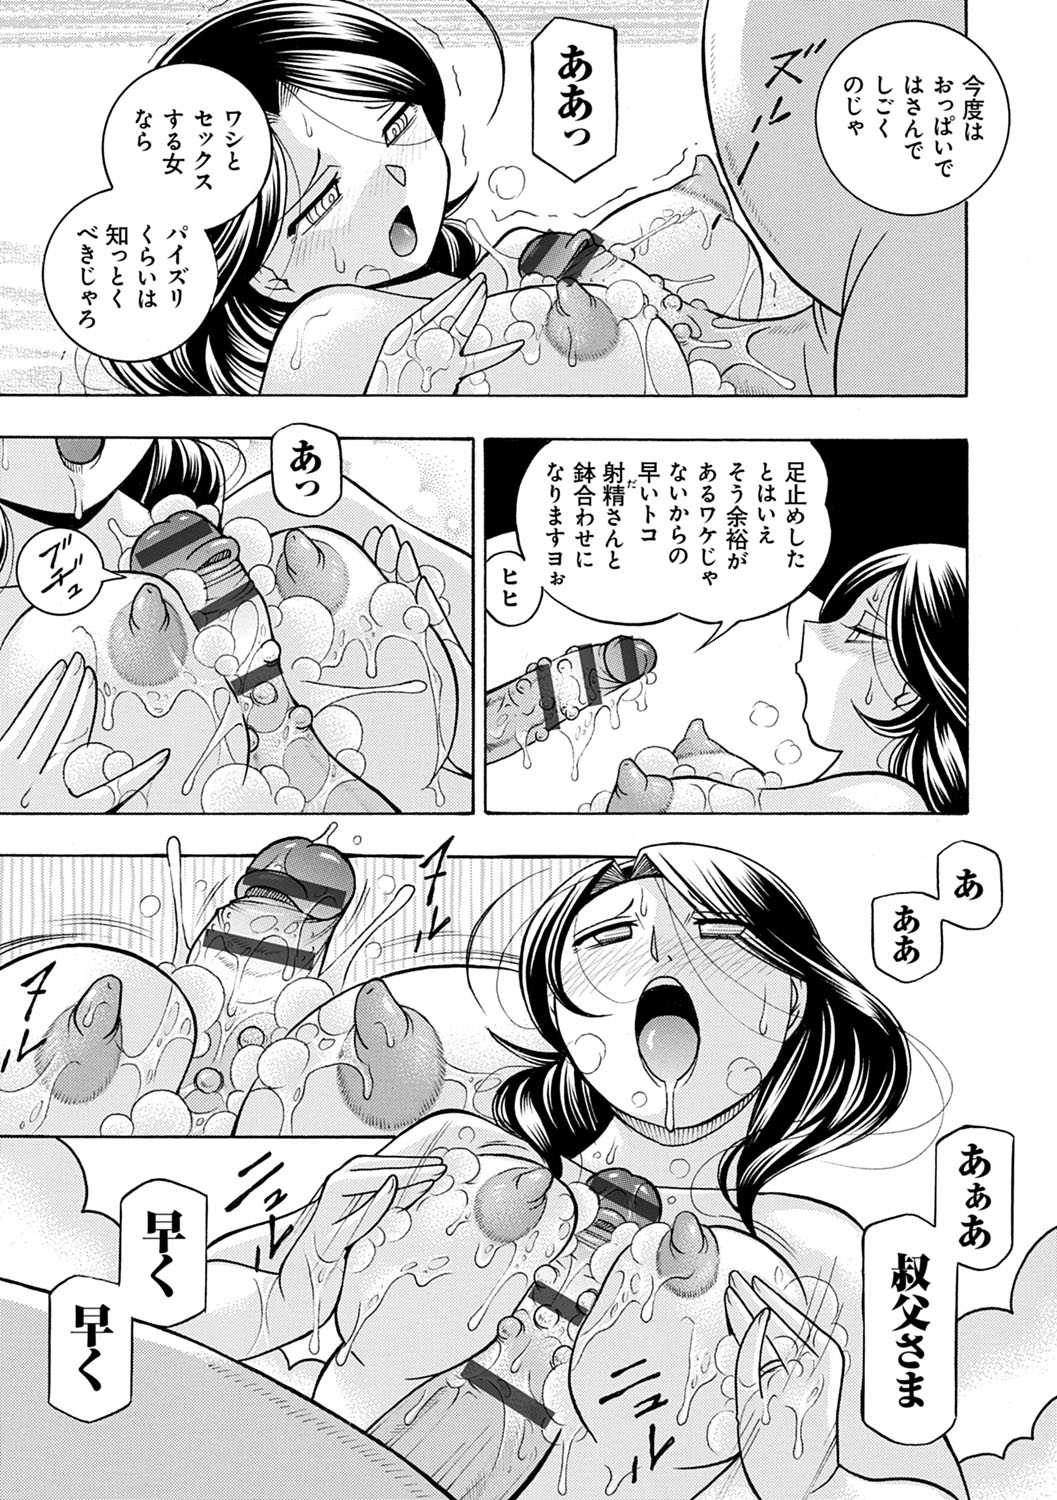 今度は
おっぱいで
はさんで
しごく
のじゃ
ズ
ル
ああっ
ワシと
セックス
する女
なら
パイズリ
くらいは
知っとく
べきじゃろ
足止めした
とはいえ
そう余裕が
あるワケじゃ
ないからの
早いトコ
射精さんと
だ
鉢合わせに
なりますヨぉ
ヒヒ
あっ
ブ
チュ
あ
ああ
あぁあ
叔父さま
ニュ
ル
ニュ
ル
早く
早く